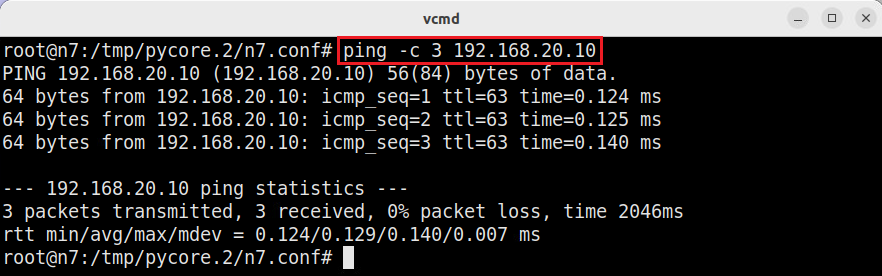 vcmd
root@n7:/tmp/pycore.2/n7.conf# ping -c 3 192.168.20.10
PING 192.168.20.10 (192.168.20.10) 56(84) bytes of data.
64 bytes from 192.168.20.10: icmp_seq=1 ttl=63 time=0.124 ms
64 bytes from 192.168.20.10: icmp_seq=2 ttl=63 time=0.125 ms
64 bytes from 192.168.20.10: icmp_seq=3 ttl=63 time=0.140 ms
--- 192.168.20.10 ping statistics ---
3 packets transmitted, 3 received, 0% packet loss, time 2046ms
rtt min/avg/max/mdev = 0.124/0.129/0.140/0.007 ms
root@n7:/tmp/pycore.2/n7.conf#